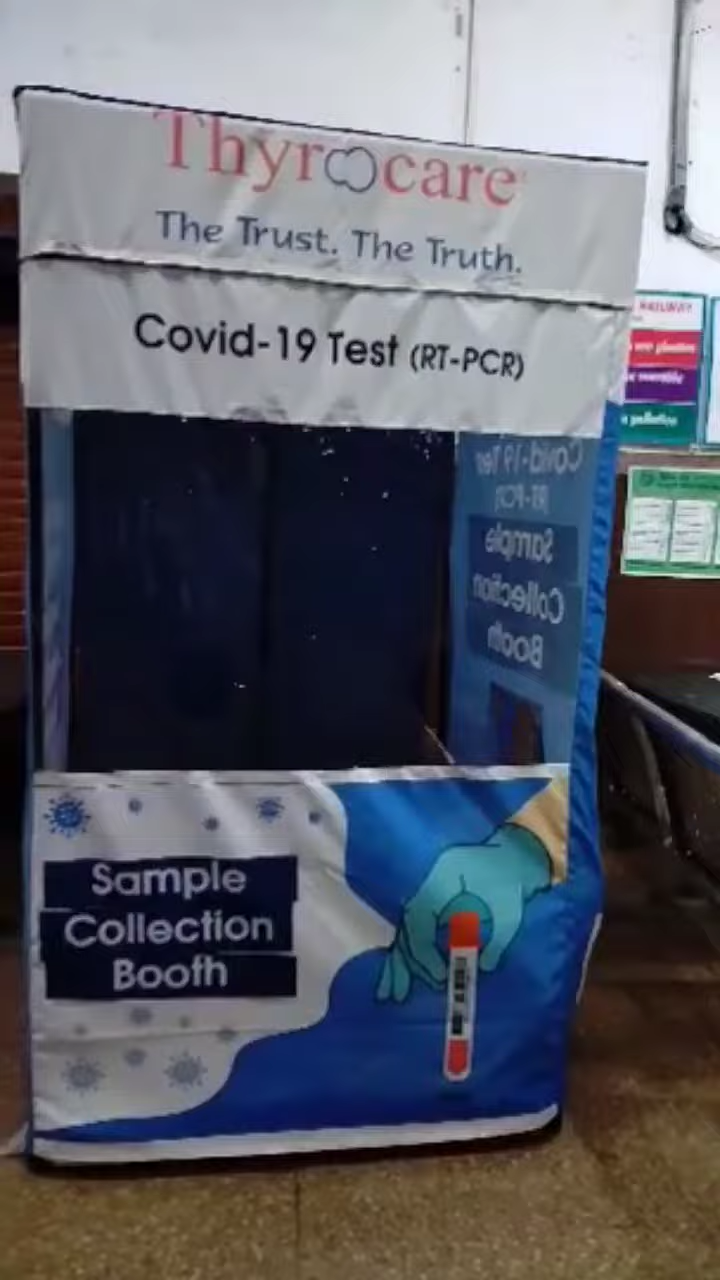 Thyrocare
The Trust. The Truth.
Covid-19 Test (RT-PCR)
RAILWAY
Covid-19 Test
RT-PCR
Sample
Collection
Booth
Sample
Collection
Booth